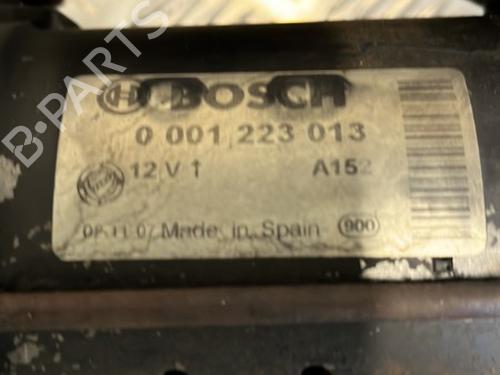 B-PARTS
BOSCH
0 001 223 013
12 V ↑ A152
Made in Spain 900